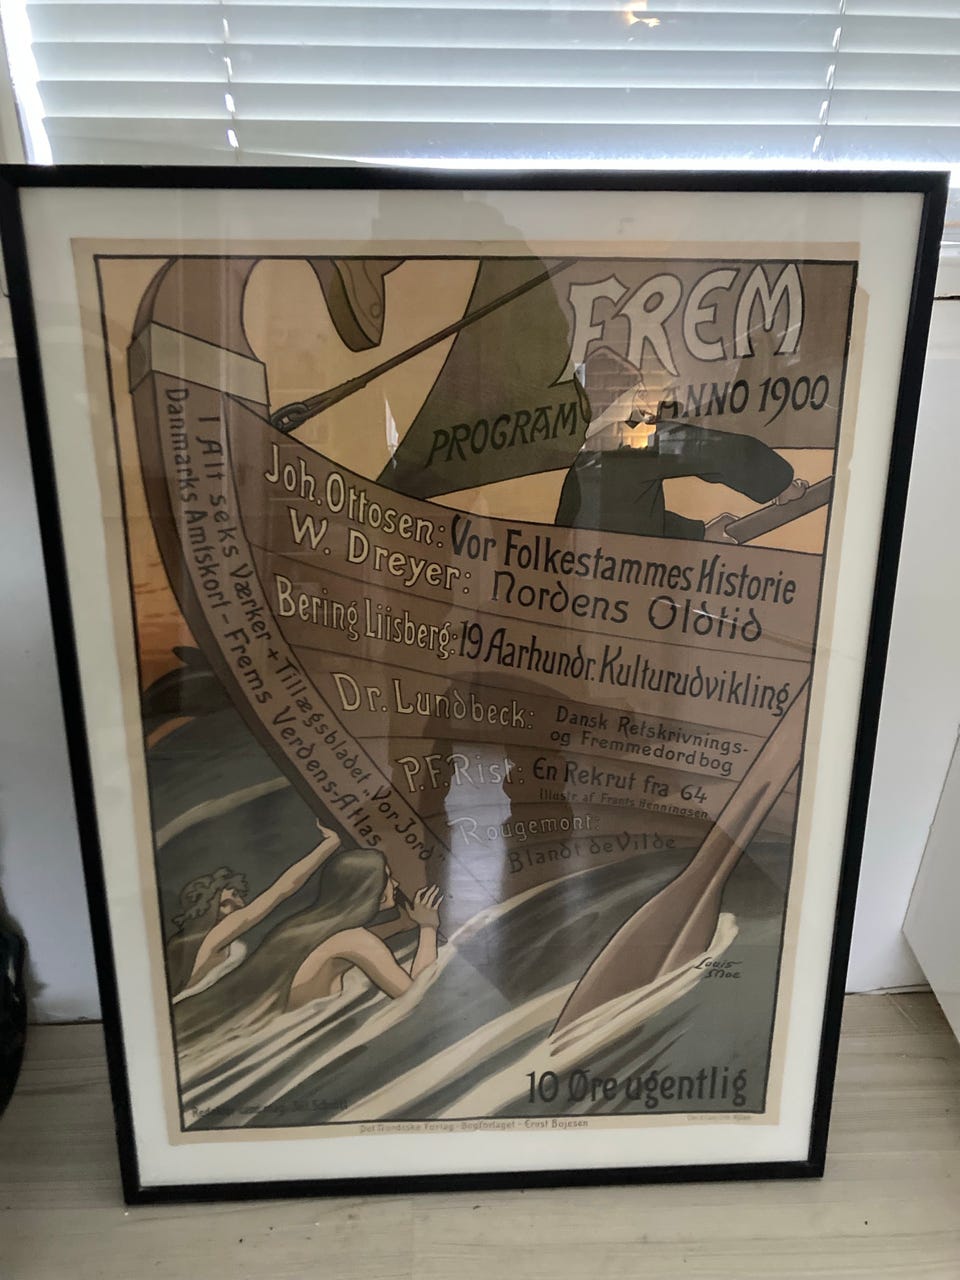 FREM
PROGRAM ANNO 1900
I Alt seks Værker + Tillægsbladet „Vor Jord"
Danmarks Amtskort - Frems Verdens-Atlas
Joh. Ottosen: Vor Folkestammes Historie
W. Dreyer: Nordens Oldtid
Bering Liisberg: 19 Aarhundr. Kulturudvikling
Dr. Lundbeck: Dansk Retskrivnings-
og Fremmedordbog
P.F. Rist: En Rekrut fra 64
Illustr. af Frants Henningsen
Rougemont:
Blandt de Vilde
Louis
Moe
10 Øre ugentlig
Det Nordiske Forlag - Bogforlaget - Ernst Bojesen